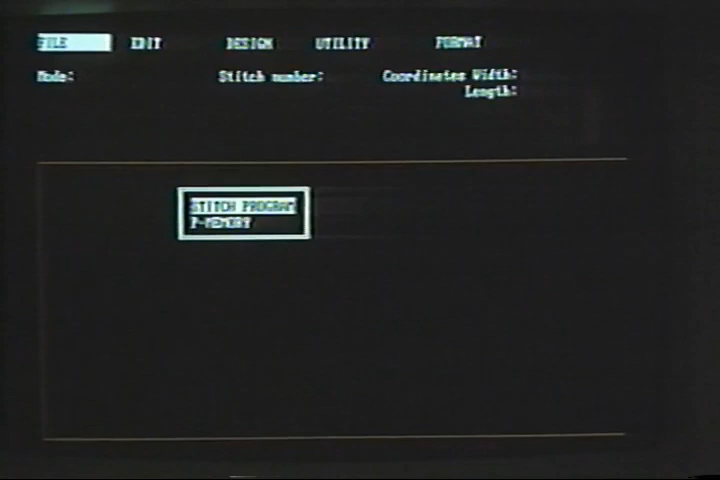 FILE EDIT DESIGN UTILITY FORMAT
Mode: Stitch number: Coordinates Width:
Length:
STITCH PROGRAM
P-MEMORY